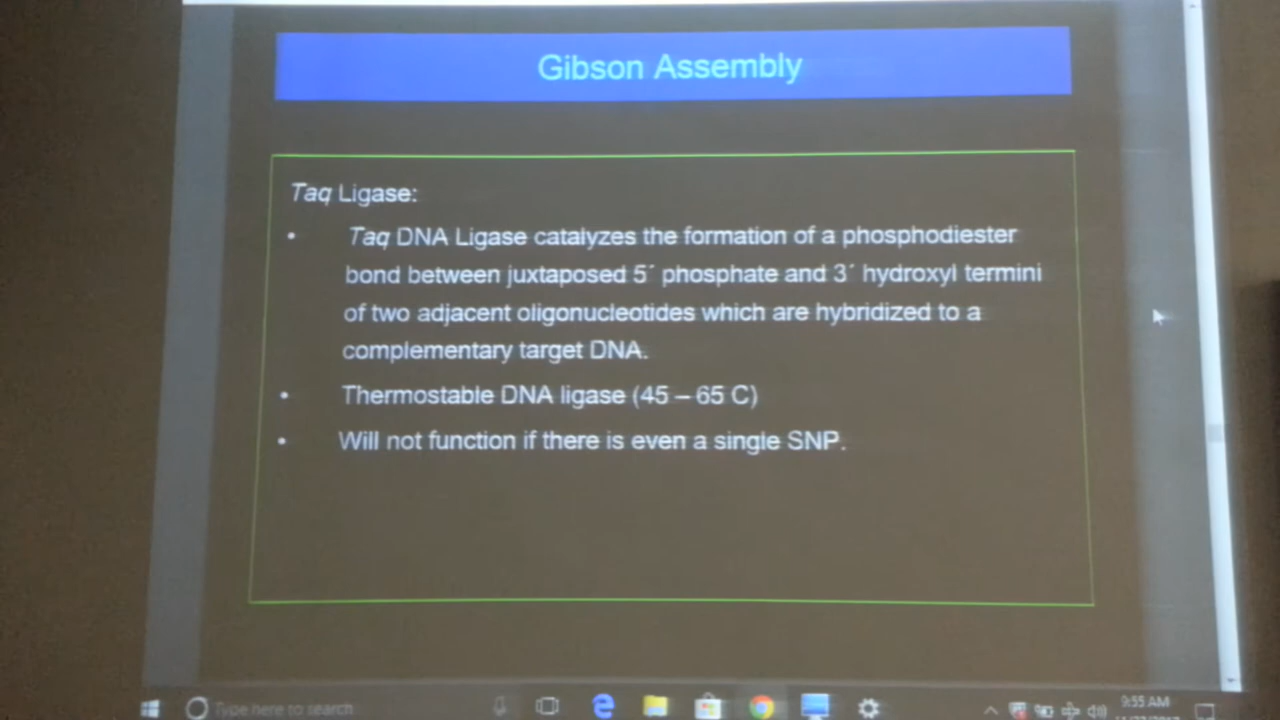 Gibson Assembly
Taq Ligase:
• Taq DNA Ligase catalyzes the formation of a phosphodiester
bond between juxtaposed 5´ phosphate and 3´ hydroxyl termini
of two adjacent oligonucleotides which are hybridized to a
complementary target DNA.
• Thermostable DNA ligase (45 – 65 C)
• Will not function if there is even a single SNP.
Type here to search
9:55 AM